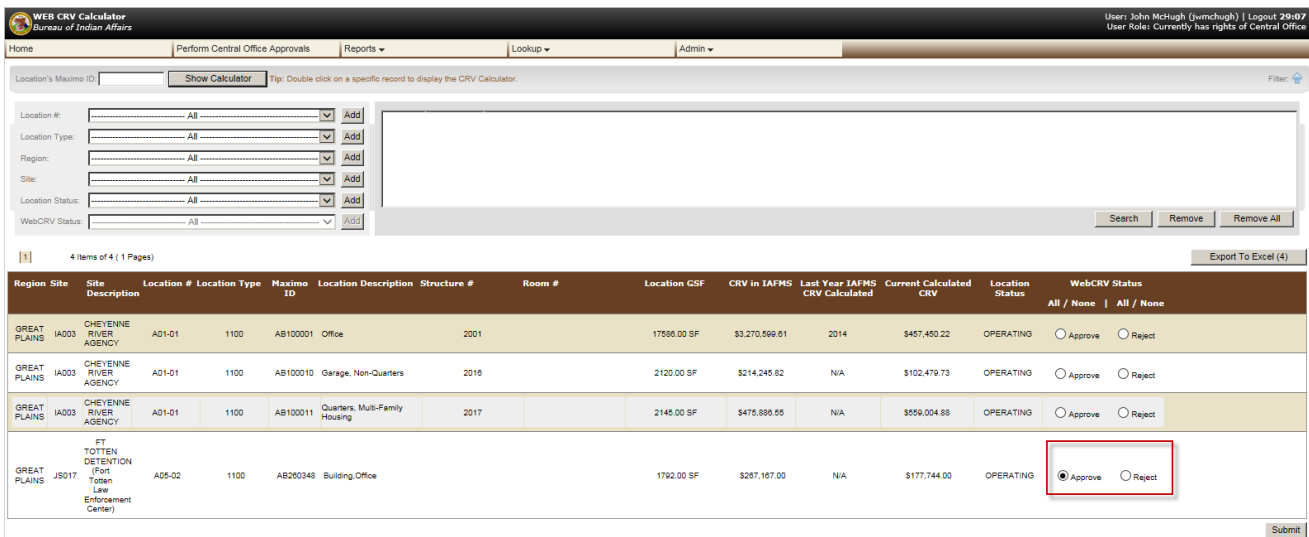 WEB CRV Calculator
Bureau of Indian Affairs
User: John McHugh (jwmchugh) | Logout 29:07
User Role: Currently has rights of Central Office
Home Perform Central Office Approvals Reports Lookup Admin
Location's Maximo ID: Show Calculator Tip: Double click on a specific record to display the CRV Calculator. Filter:
Location #: ------------------------------ All ------------------------------ Add
Location Type: ------------------------------ All ------------------------------ Add
Region: ------------------------------ All ------------------------------ Add
Site: ------------------------------ All ------------------------------ Add
Location Status: ------------------------------ All ------------------------------ Add
WebCRV Status: ------------------------------ All ------------------------------ Add
Search Remove Remove All
1 4 Items of 4 ( 1 Pages) Export To Excel (4)
Region Site Site Description Location # Location Type Maximo ID Location Description Structure # Room # Location GSF CRV in IAFMS Last Year IAFMS CRV Calculated Current Calculated CRV Location Status WebCRV Status
All / None | All / None
GREAT PLAINS IA003 CHEYENNE RIVER AGENCY A01-01 1100 AB100001 Office 2001 17586.00 SF $3,270,599.61 2014 $457,450.22 OPERATING Approve Reject
GREAT PLAINS IA003 CHEYENNE RIVER AGENCY A01-01 1100 AB100010 Garage, Non-Quarters 2016 2120.00 SF $214,245.82 N/A $102,479.73 OPERATING Approve Reject
GREAT PLAINS IA003 CHEYENNE RIVER AGENCY A01-01 1100 AB100011 Quarters, Multi-Family Housing 2017 2145.00 SF $475,886.55 N/A $559,004.88 OPERATING Approve Reject
GREAT PLAINS JS017 FT TOTTEN DETENTION (Fort Totten Law Enforcement Center) A05-02 1100 AB260348 Building,Office 1792.00 SF $267,167.00 N/A $177,744.00 OPERATING Approve Reject
Submit